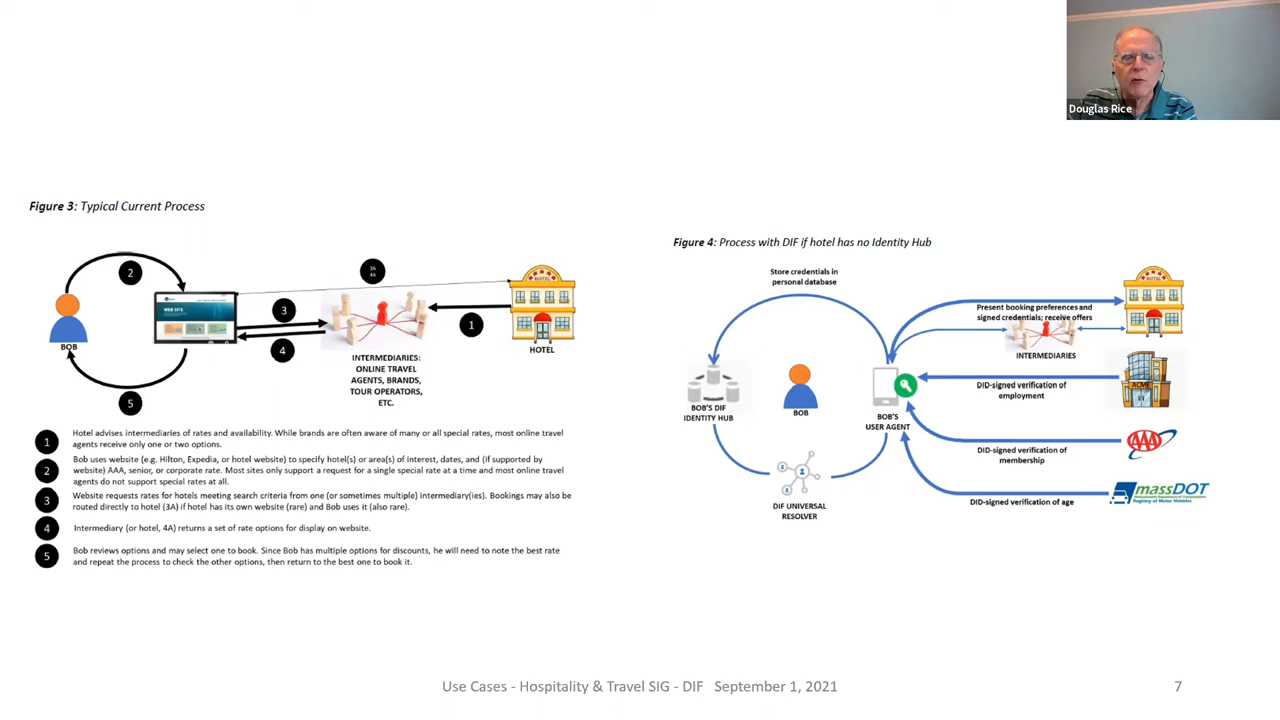 Douglas Rice
Figure 3: Typical Current Process
2
3A
4A
3
1
4
5
BOB
WEB SITE
HOTEL
HOTEL
INTERMEDIARIES:
ONLINE TRAVEL
AGENTS, BRANDS,
TOUR OPERATORS,
ETC.
1
Hotel advises intermediaries of rates and availability. While brands are often aware of many or all special rates, most online travel
agents receive only one or two options.
2
Bob uses website (e.g. Hilton, Expedia, or hotel website) to specify hotel(s) or area(s) of interest, dates, and (if supported by
website) AAA, senior, or corporate rate. Most sites only support a request for a single special rate at a time and most online travel
agents do not support special rates at all.
3
Website requests rates for hotels meeting search criteria from one (or sometimes multiple) intermediary(ies). Bookings may also be
routed directly to hotel (3A) if hotel has its own website (rare) and Bob uses it (also rare).
4
Intermediary (or hotel, 4A) returns a set of rate options for display on website.
5
Bob reviews options and may select one to book. Since Bob has multiple options for discounts, he will need to note the best rate
and repeat the process to check the other options, then return to the best one to book it.
Figure 4: Process with DIF if hotel has no Identity Hub
Store credentials in
personal database
HOTEL
Present booking preferences and
signed credentials; receive offers
INTERMEDIARIES
ACME
DID-signed verification of
employment
BOB'S DIF
IDENTITY HUB
BOB
BOB'S
USER AGENT
AAA
DID-signed verification of
membership
massDOT
Registry of Motor Vehicles
DID-signed verification of age
DIF UNIVERSAL
RESOLVER
Use Cases - Hospitality & Travel SIG - DIF September 1, 2021
7